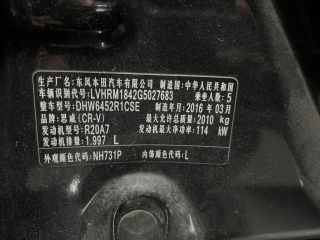 生产厂名：东风本田汽车有限公司 制造国：中华人民共和国
车辆识别代号：LVHRM1842G5027683 乘坐人数：5
整车型号：DHW6452R1CSE 制造年月：2016 年 03月
品牌：思威（CR-V） 最大允许总质量：2010 kg
发动机型号：R20A7 发动机最大净功率：114 kW
发动机排量：1.997 L
外观颜色代码：NH731P 内饰颜色代码：L